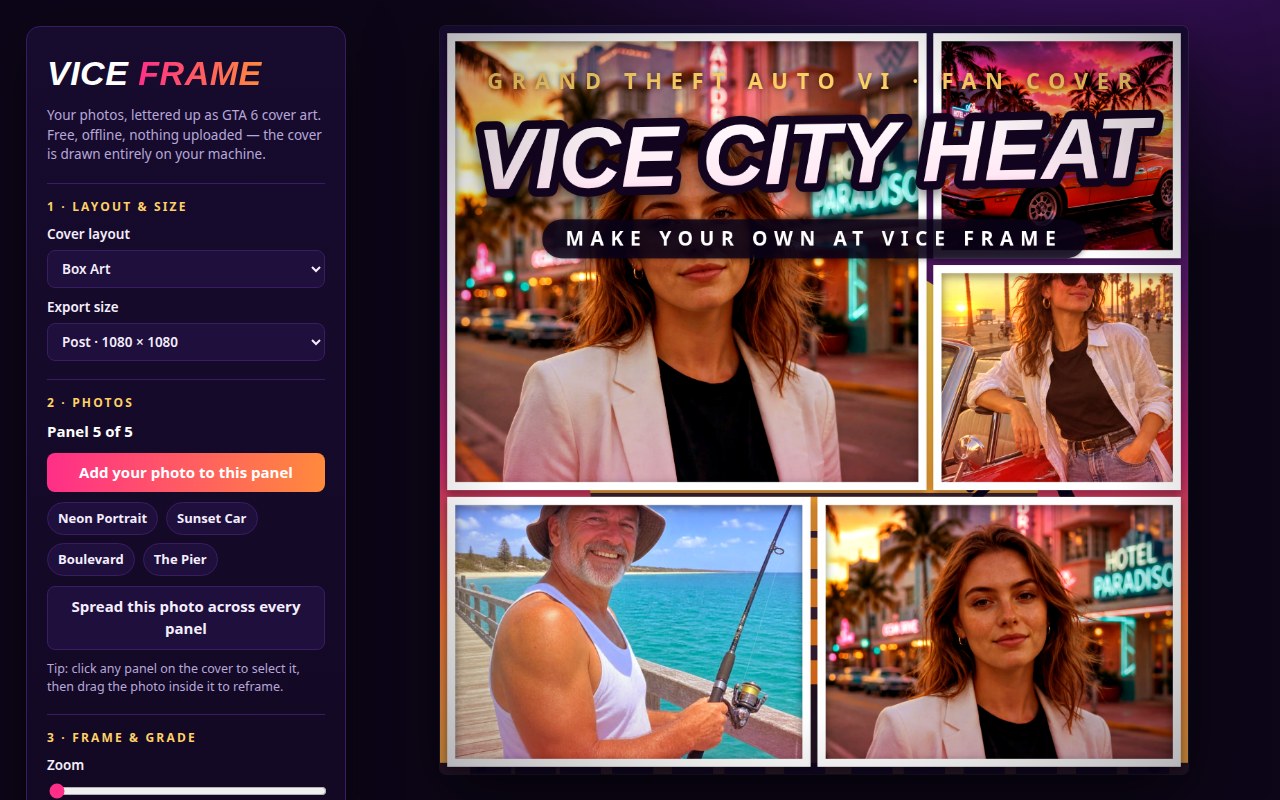 VICE FRAME
Your photos, lettered up as GTA 6 cover art.
Free, offline, nothing uploaded — the cover
is drawn entirely on your machine.
1 · LAYOUT & SIZE
Cover layout
Box Art
Export size
Post · 1080 × 1080
2 · PHOTOS
Panel 5 of 5
Add your photo to this panel
Neon Portrait
Sunset Car
Boulevard
The Pier
Spread this photo across every
panel
Tip: click any panel on the cover to select it,
then drag the photo inside it to reframe.
3 · FRAME & GRADE
Zoom
GRAND THEFT AUTO VI · FAN COVER
VICE CITY HEAT
MAKE YOUR OWN AT VICE FRAME
PARADISO
HOTEL
PARADISO